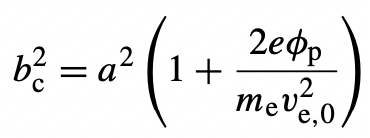 b_c^2 = a^2 \left( 1 + \frac{2e\phi_p}{m_e v_{e,0}^2} \right)